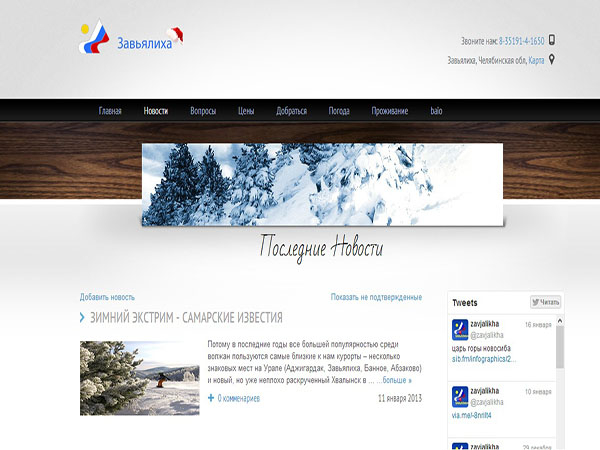 Завьялиха
Звоните нам: 8-35191-4-1650
Завьялиха, Челябинская обл, Карта
Главная Новости Вопросы Цены Добраться Погода Проживание baio
Последние Новости
Добавить новость Показать не подтвержденные
ЗИМНИЙ ЭКСТРИМ - САМАРСКИЕ ИЗВЕСТИЯ
Потому в последние годы все большей популярностью среди
волжан пользуются самые близкие к нам курорты – несколько
знаковых мест на Урале (Аджигардак, Завьялиха, Банное, Абзаково)
и новый, но уже неплохо раскрученный Хвалынск в ... ...больше »
0 комменариев 11 января 2013
Tweets Читать
zavjalikha 16 января
@zavjalikha
царь горы новосиба
sib.fm/infographics/2...
zavjalikha 10 января
@zavjalikha
via.me/-8nnlt4
zavjalikha 29 декабря